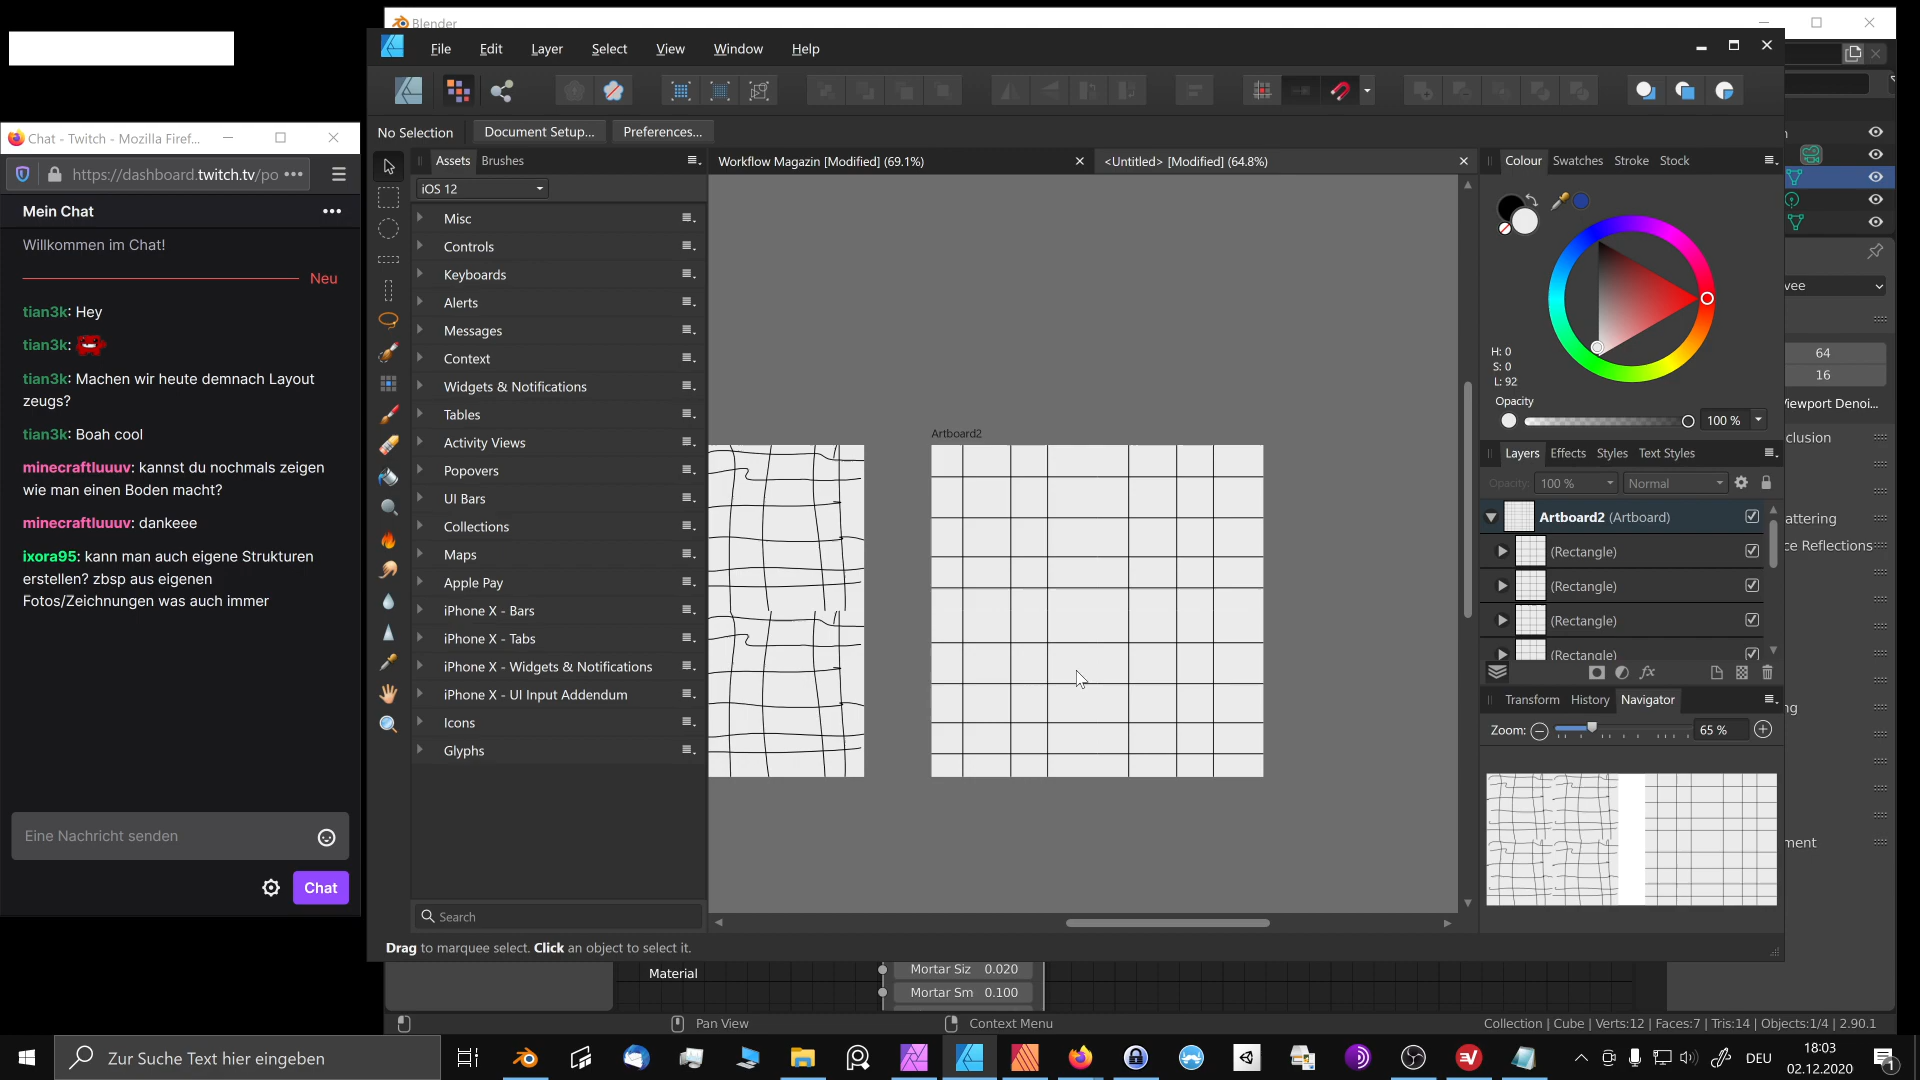 Blender
File Edit Layer Select View Window Help
No Selection Document Setup... Preferences...
Assets Brushes
iOS 12
Misc
Controls
Keyboards
Alerts
Messages
Context
Widgets & Notifications
Tables
Activity Views
Popovers
UI Bars
Collections
Maps
Apple Pay
iPhone X - Bars
iPhone X - Tabs
iPhone X - Widgets & Notifications
iPhone X - UI Input Addendum
Icons
Glyphs
Search
Drag to marquee select. Click an object to select it.
Chat - Twitch - Mozilla Firef...
https://dashboard.twitch.tv/po
Mein Chat
Willkommen im Chat!
Neu
tian3k: Hey
tian3k:
tian3k: Machen wir heute demnach Layout
zeugs?
tian3k: Boah cool
minecraftluuuv: kannst du nochmals zeigen
wie man einen Boden macht?
minecraftluuuv: dankeee
ixora95: kann man auch eigene Strukturen
erstellen? zbsp aus eigenen
Fotos/Zeichnungen was auch immer
Eine Nachricht senden
Chat
Workflow Magazin [Modified] (69.1%)
<Untitled> [Modified] (64.8%)
Artboard2
Colour Swatches Stroke Stock
H: 0
S: 0
L: 92
Opacity
100 %
Layers Effects Styles Text Styles
Opacity: 100 % Normal
Artboard2 (Artboard)
(Rectangle)
(Rectangle)
(Rectangle)
(Rectangle)
Transform History Navigator
Zoom: 65 %
vee
64
16
Viewport Denoi...
clusion
attering
ce Reflections
ng
ment
Material
Mortar Siz 0.020
Mortar Sm 0.100
Pan View
Context Menu
Collection | Cube | Verts:12 | Faces:7 | Tris:14 | Objects:1/4 | 2.90.1
Zur Suche Text hier eingeben
DEU
18:03
02.12.2020
1